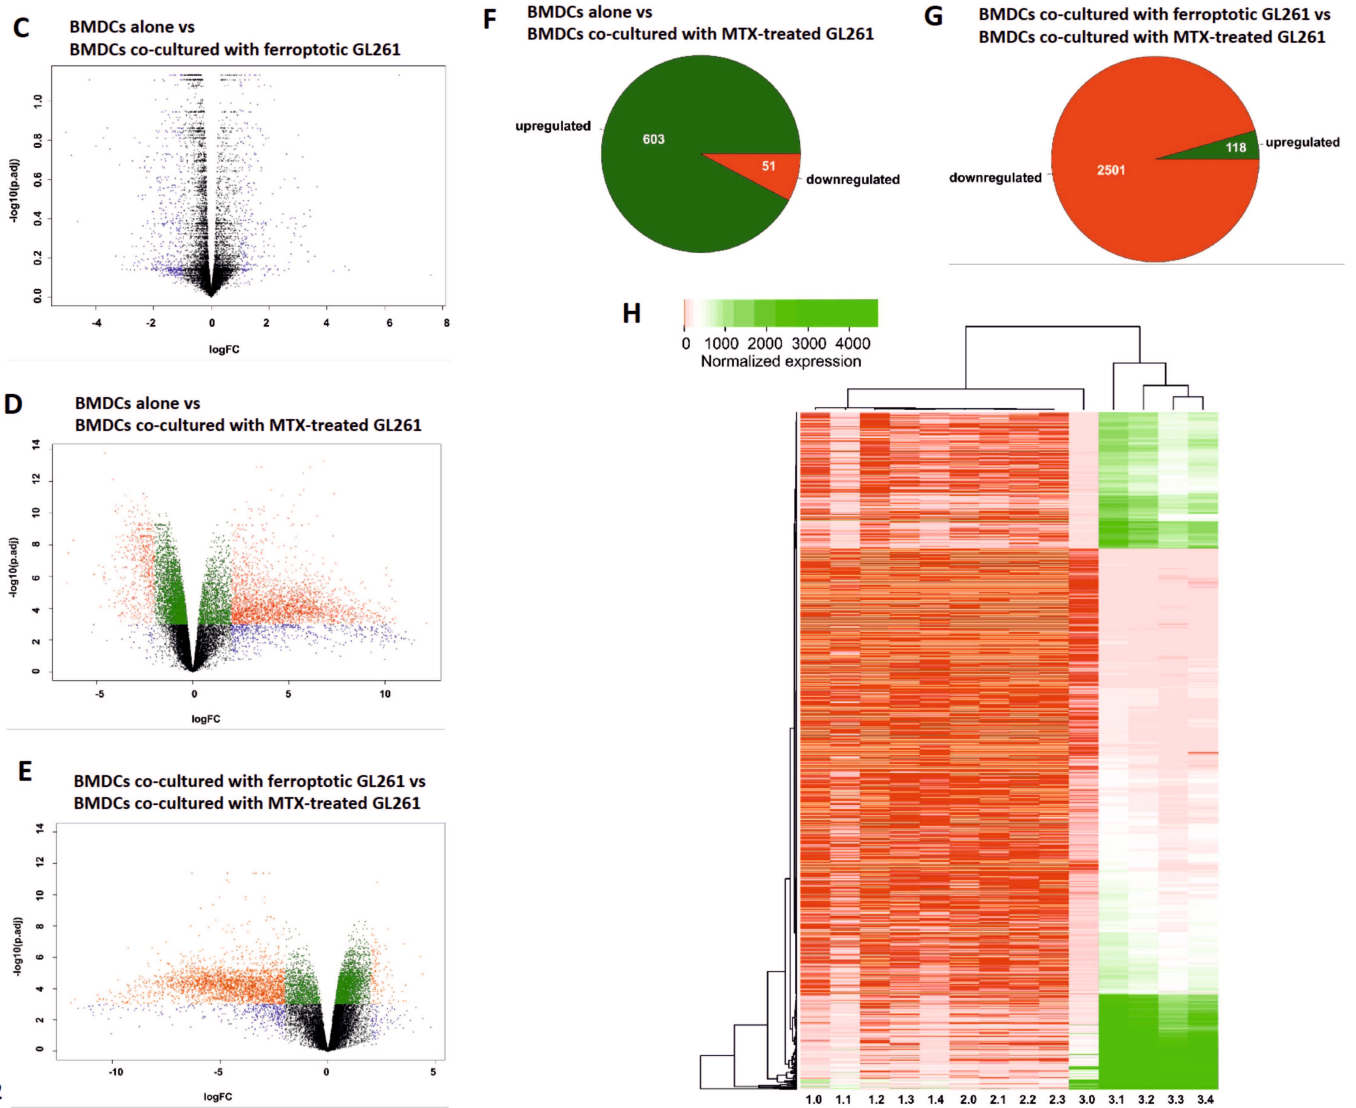 C
BMDCs alone vs
BMDCs co-cultured with ferroptotic GL261
-log10(p.adj)
1.0
0.8
0.6
0.4
0.2
0.0
-4 -2 0 2 4 6 8
logFC
D
BMDCs alone vs
BMDCs co-cultured with MTX-treated GL261
-log10(p.adj)
14
12
10
8
6
4
2
0
-5 0 5 10
logFC
E
BMDCs co-cultured with ferroptotic GL261 vs
BMDCs co-cultured with MTX-treated GL261
-log10(p.adj)
14
12
10
8
6
4
2
0
-10 -5 0 5
logFC
F
BMDCs alone vs
BMDCs co-cultured with MTX-treated GL261
upregulated
603
51
downregulated
G
BMDCs co-cultured with ferroptotic GL261 vs
BMDCs co-cultured with MTX-treated GL261
118
upregulated
downregulated
2501
H
0 1000 2000 3000 4000
Normalized expression
1.0 1.1 1.2 1.3 1.4 2.0 2.1 2.2 2.3 3.0 3.1 3.2 3.3 3.4